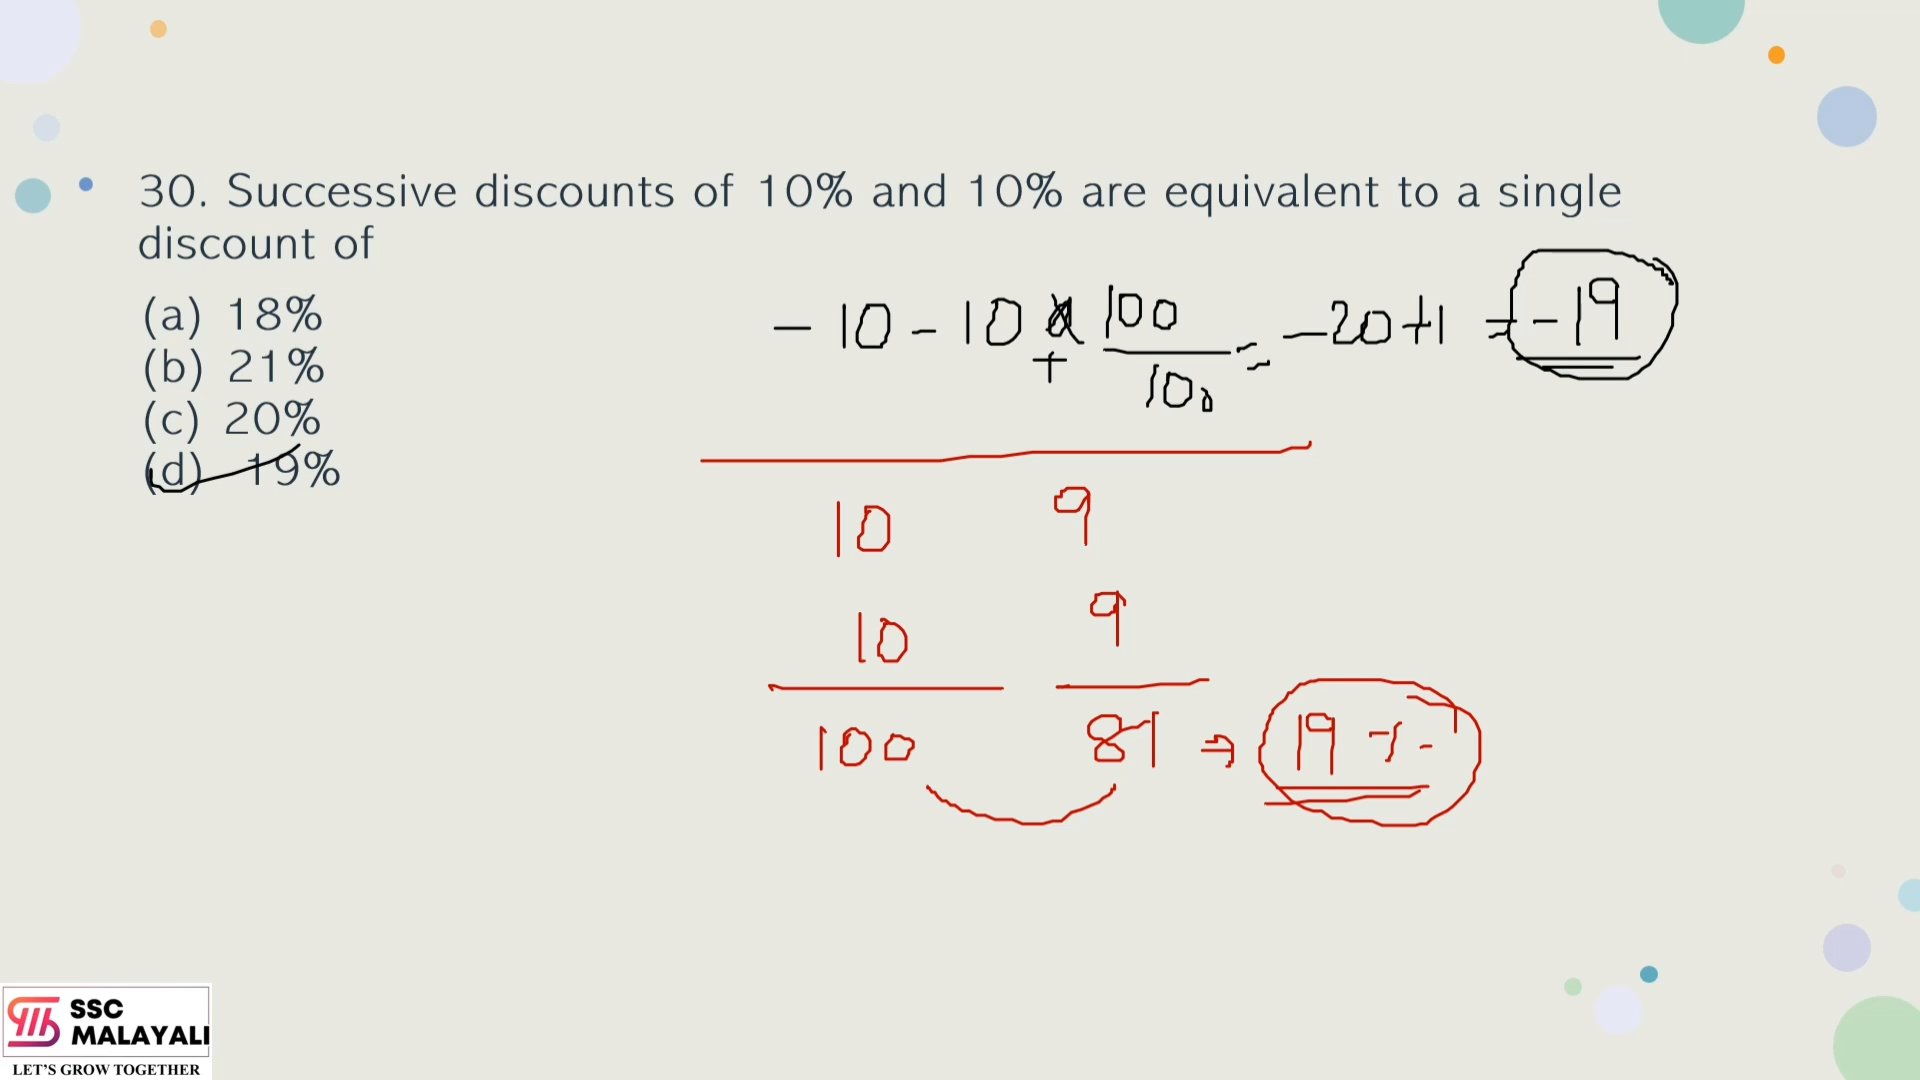 • 30. Successive discounts of 10% and 10% are equivalent to a single
discount of
(a) 18%
(b) 21%
(c) 20%
(d) 19%
- 10 - 10 + 100/100 = -20+1 = -19
10 9
10 9
100 81 ⇒ 19 %
SSC
MALAYALI
LET'S GROW TOGETHER